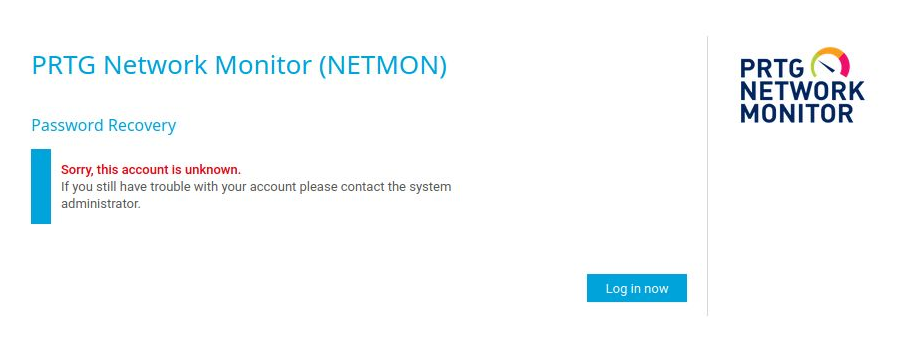 PRTG Network Monitor (NETMON)
Password Recovery
Sorry, this account is unknown.
If you still have trouble with your account please contact the system
administrator.
Log in now
PRTG
NETWORK
MONITOR